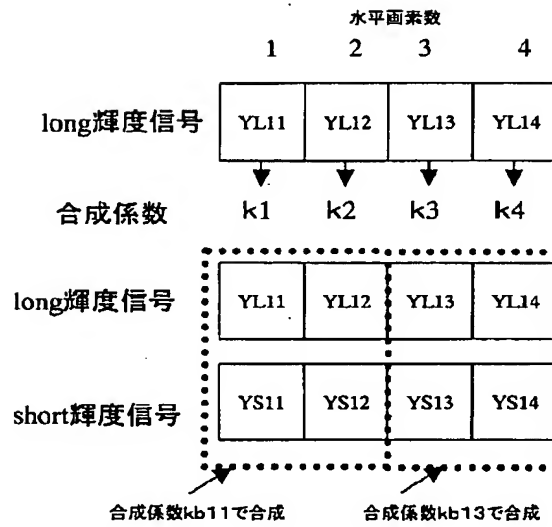 水平画素数
1 2 3 4
long輝度信号 YL11 YL12 YL13 YL14
合成係数 k1 k2 k3 k4
long輝度信号 YL11 YL12 YL13 YL14
short輝度信号 YS11 YS12 YS13 YS14
合成係数kb11で合成 合成係数kb13で合成